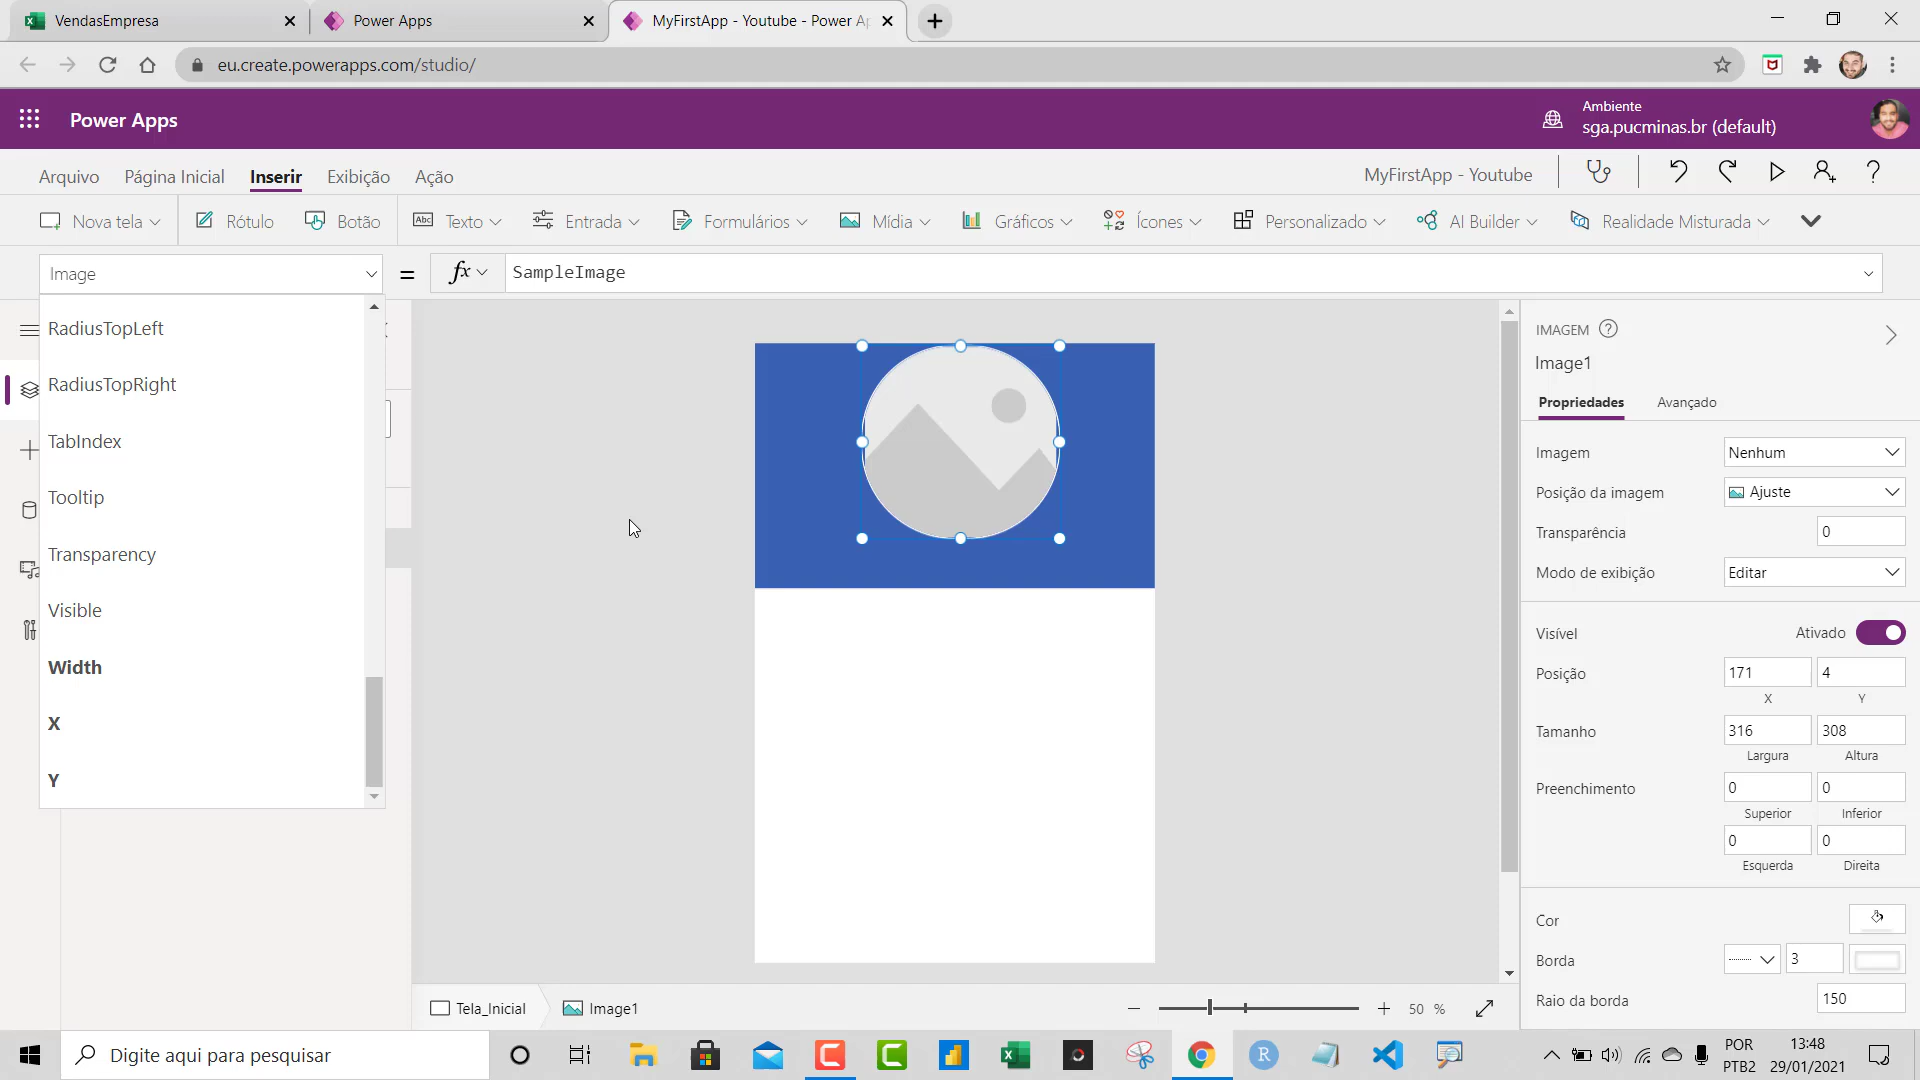 VendasEmpresa
Power Apps
MyFirstApp - Youtube - Power Ap
eu.create.powerapps.com/studio/
Power Apps
Ambiente
sga.pucminas.br (default)
Arquivo
Página Inicial
Inserir
Exibição
Ação
MyFirstApp - Youtube
Nova tela
Rótulo
Botão
Abc
Texto
Entrada
Formulários
Mídia
Gráficos
Ícones
Personalizado
AI Builder
Realidade Misturada
Image
=
fx
SampleImage
RadiusTopLeft
RadiusTopRight
TabIndex
Tooltip
Transparency
Visible
Width
X
Y
IMAGEM
Image1
Propriedades
Avançado
Imagem
Nenhum
Posição da imagem
Ajuste
Transparência
0
Modo de exibição
Editar
Visível
Ativado
Posição
171
4
X
Y
Tamanho
316
308
Largura
Altura
Preenchimento
0
0
Superior
Inferior
0
0
Esquerda
Direita
Cor
Borda
3
Raio da borda
150
Tela_Inicial
Image1
50 %
Digite aqui para pesquisar
POR
PTB2
13:48
29/01/2021